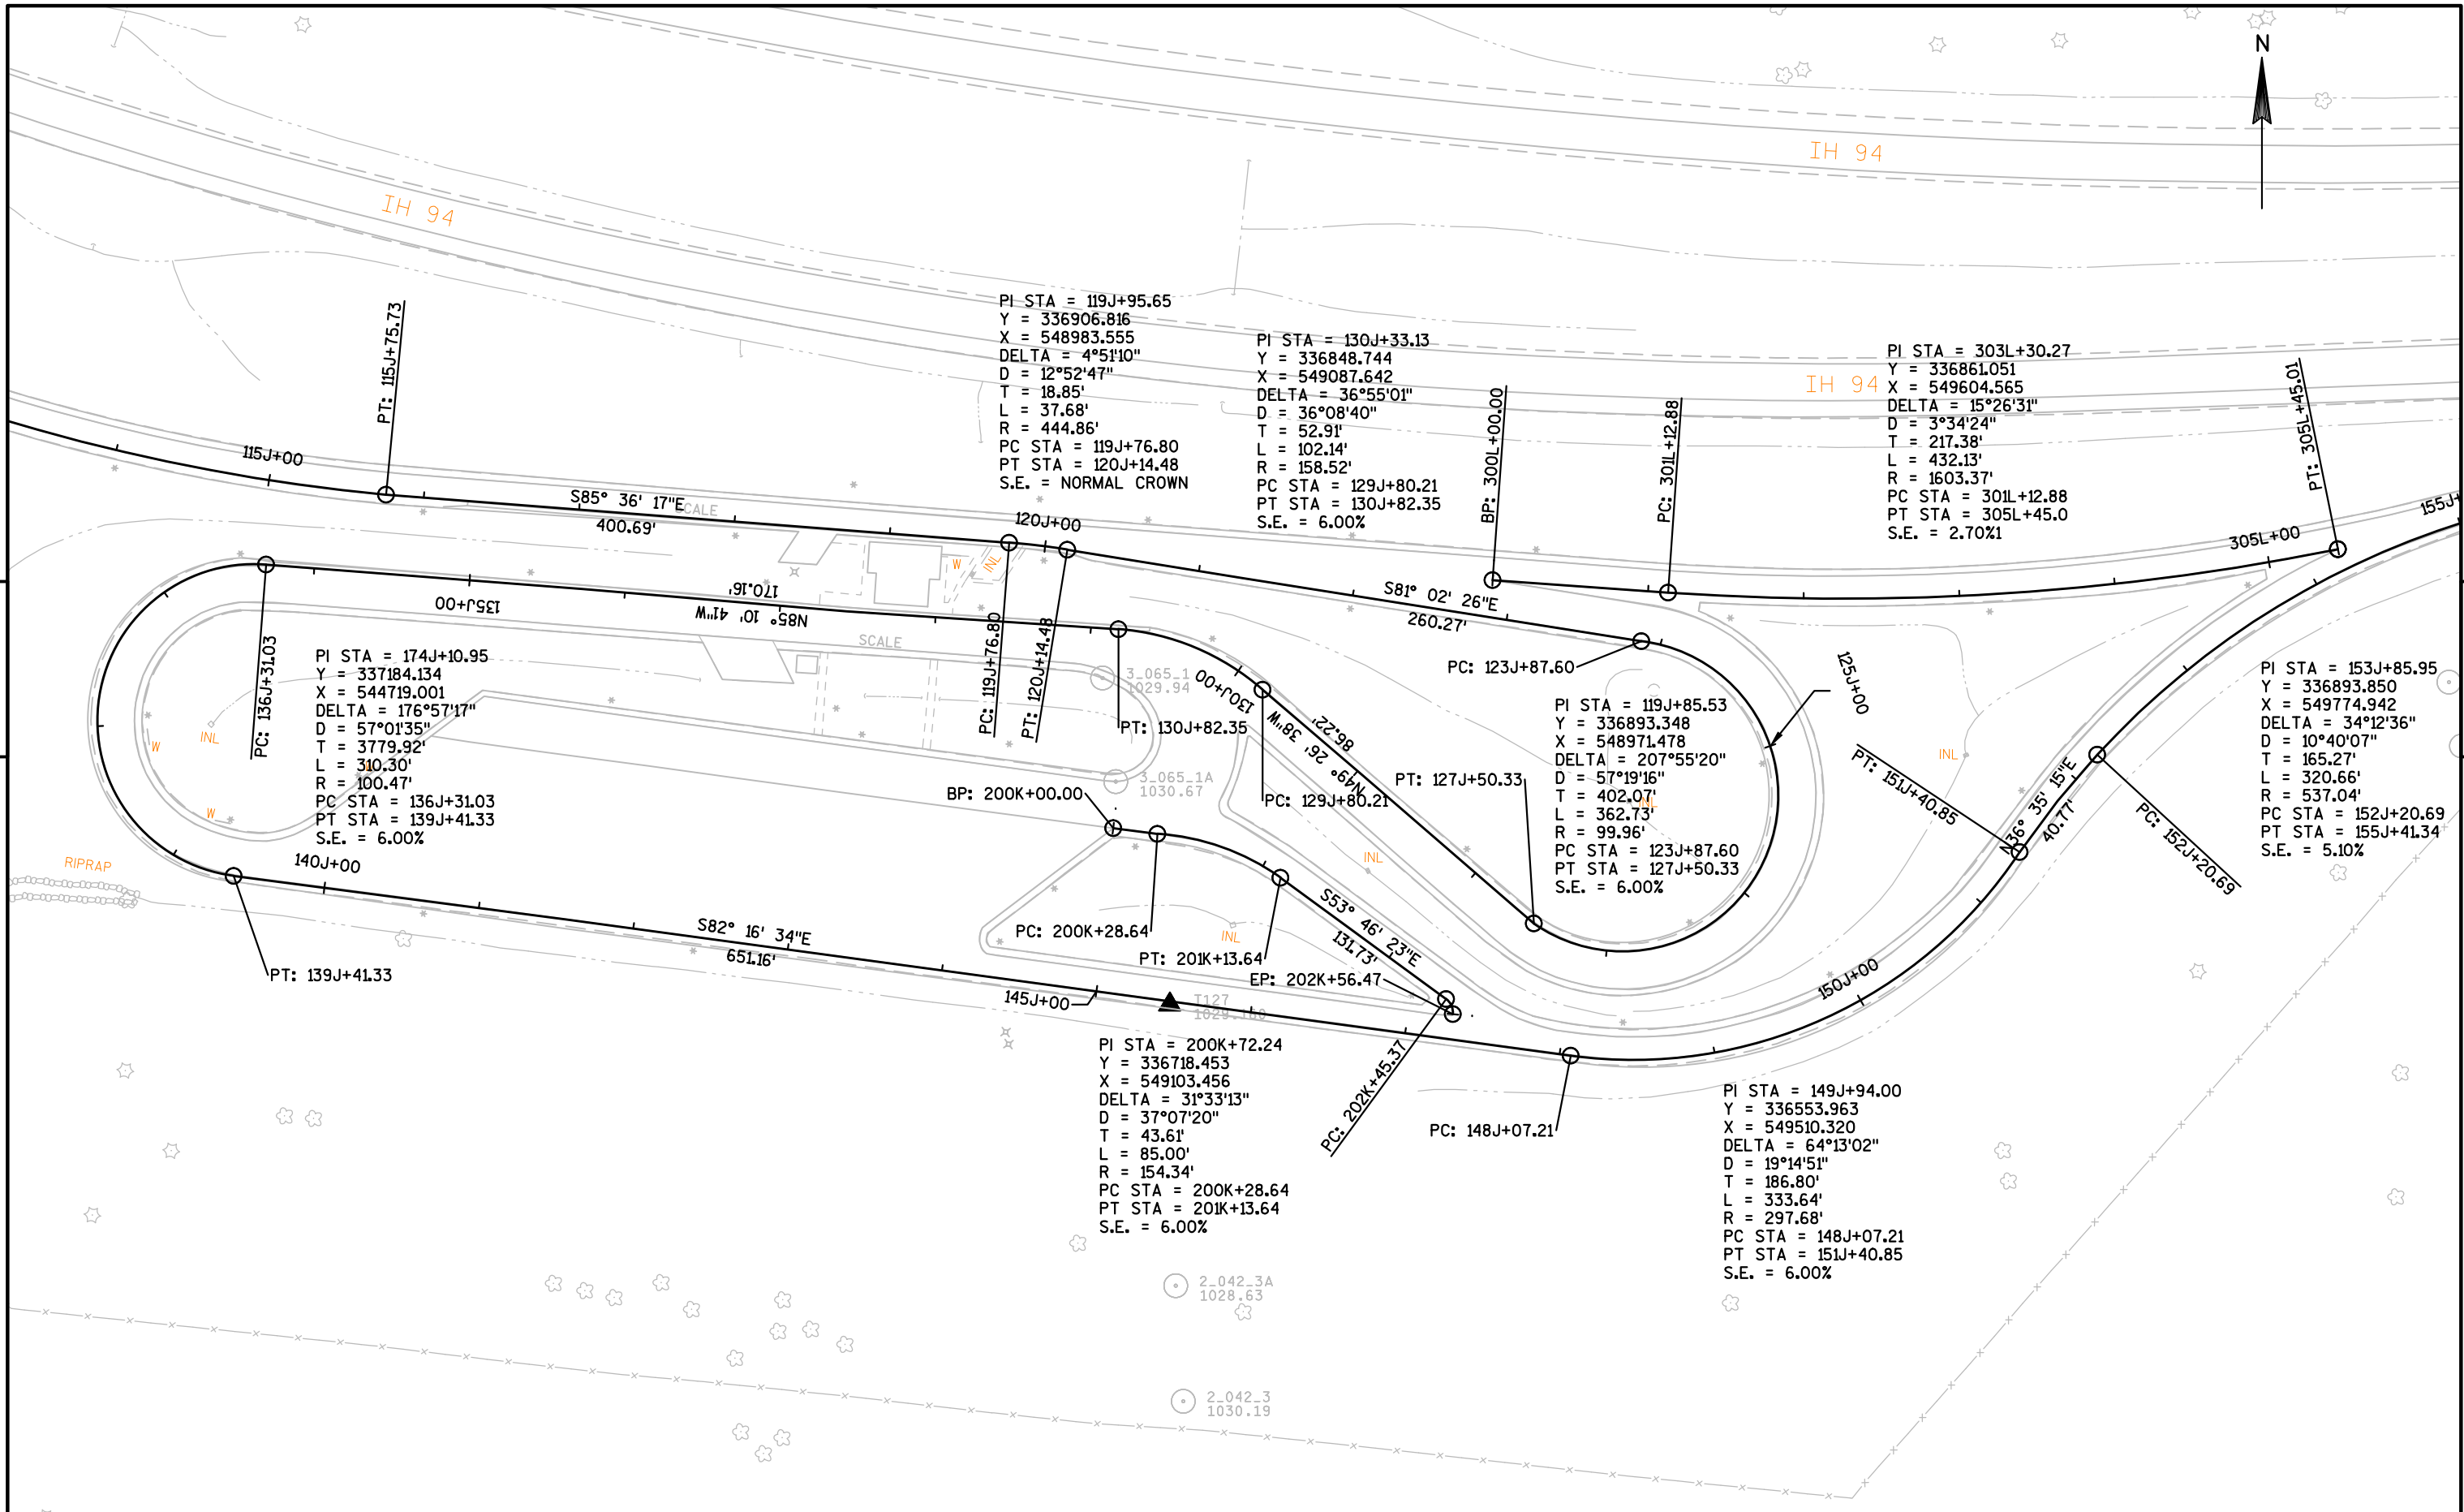 N
IH 94
IH 94
IH 94
PT: 115J+75.73
115J+00
S85° 36' 17"E
SCALE
400.69'
PI STA = 119J+95.65
Y = 336906.816
X = 548983.555
DELTA = 4°51'10"
D = 12°52'47"
T = 18.85'
L = 37.68'
R = 444.86'
PC STA = 119J+76.80
PT STA = 120J+14.48
S.E. = NORMAL CROWN
120J+00
PI STA = 130J+33.13
Y = 336848.744
X = 549087.642
DELTA = 36°55'01"
D = 36°08'40"
T = 52.91'
L = 102.14'
R = 158.52'
PC STA = 129J+80.21
PT STA = 130J+82.35
S.E. = 6.00%
BP: 300L+00.00
PC: 301L+12.88
PI STA = 303L+30.27
Y = 336861.051
X = 549604.565
DELTA = 15°26'31"
D = 3°34'24"
T = 217.38'
L = 432.13'
R = 1603.37'
PC STA = 301L+12.88
PT STA = 305L+45.0
S.E. = 2.70%1
PT: 305L+45.01
305L+00
155J+
W
INL
S81° 02' 26"E
260.27'
170.16'
N85° 10' 41"W
135J+00
SCALE
PC: 136J+31.03
PC: 119J+76.80
PT: 120J+14.48
3_065_1
1029.94
130J+00
PT: 130J+82.35
PC: 123J+87.60
125J+00
PI STA = 174J+10.95
Y = 337184.134
X = 544719.001
DELTA = 176°57'17"
D = 57°01'35"
T = 3779.92'
L = 310.30'
R = 100.47'
PC STA = 136J+31.03
PT STA = 139J+41.33
S.E. = 6.00%
INL
W
W
3_065_1A
1030.67
86.22'
N49° 26' 38"W
PC: 129J+80.21
PT: 127J+50.33
PI STA = 119J+85.53
Y = 336893.348
X = 548971.478
DELTA = 207°55'20"
D = 57°19'16"
T = 402.07'
L = 362.73'
R = 99.96'
PC STA = 123J+87.60
PT STA = 127J+50.33
S.E. = 6.00%
INL
INL
PT: 151J+40.85
N36° 35' 15"E
40.77'
PC: 152J+20.69
PI STA = 153J+85.95
Y = 336893.850
X = 549774.942
DELTA = 34°12'36"
D = 10°40'07"
T = 165.27'
L = 320.66'
R = 537.04'
PC STA = 152J+20.69
PT STA = 155J+41.34
S.E. = 5.10%
RIPRAP
140J+00
BP: 200K+00.00
INL
PC: 200K+28.64
INL
S53° 46' 23"E
131.73'
PT: 201K+13.64
EP: 202K+56.47
S82° 16' 34"E
651.16'
PT: 139J+41.33
145J+00
T127
1029.180
150J+00
PI STA = 200K+72.24
Y = 336718.453
X = 549103.456
DELTA = 31°33'13"
D = 37°07'20"
T = 43.61'
L = 85.00'
R = 154.34'
PC STA = 200K+28.64
PT STA = 201K+13.64
S.E. = 6.00%
PC: 202K+45.37
PC: 148J+07.21
PI STA = 149J+94.00
Y = 336553.963
X = 549510.320
DELTA = 64°13'02"
D = 19°14'51"
T = 186.80'
L = 333.64'
R = 297.68'
PC STA = 148J+07.21
PT STA = 151J+40.85
S.E. = 6.00%
2_042_3A
1028.63
2_042_3
1030.19